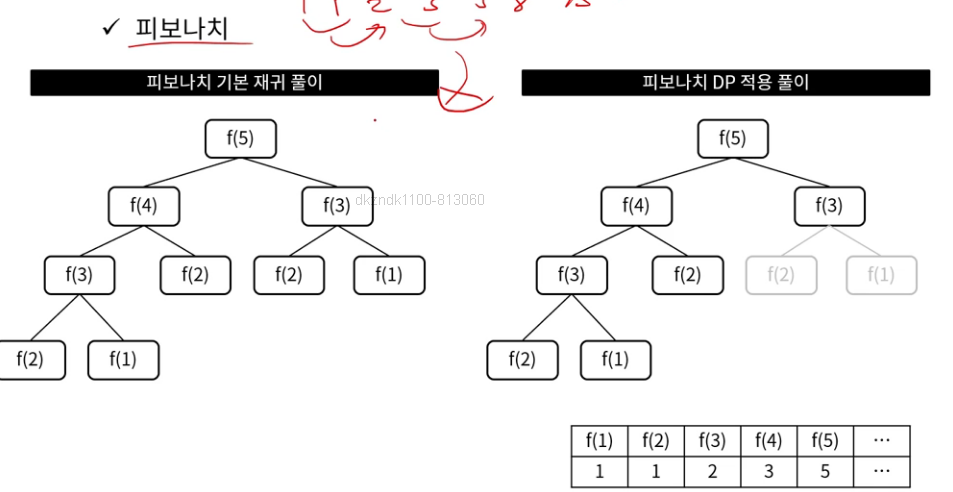 1 1 2 3 5 8 13
✓ 피보나치
피보나치 기본 재귀 풀이
피보나치 DP 적용 풀이
f(5)
f(5)
f(4) f(3)
dkzndk1100-813060
f(4) f(3)
f(3) f(2) f(2) f(1)
f(3) f(2) f(2) f(1)
f(2) f(1)
f(2) f(1)
f(1) f(2) f(3) f(4) f(5) ⋯
1 1 2 3 5 ⋯